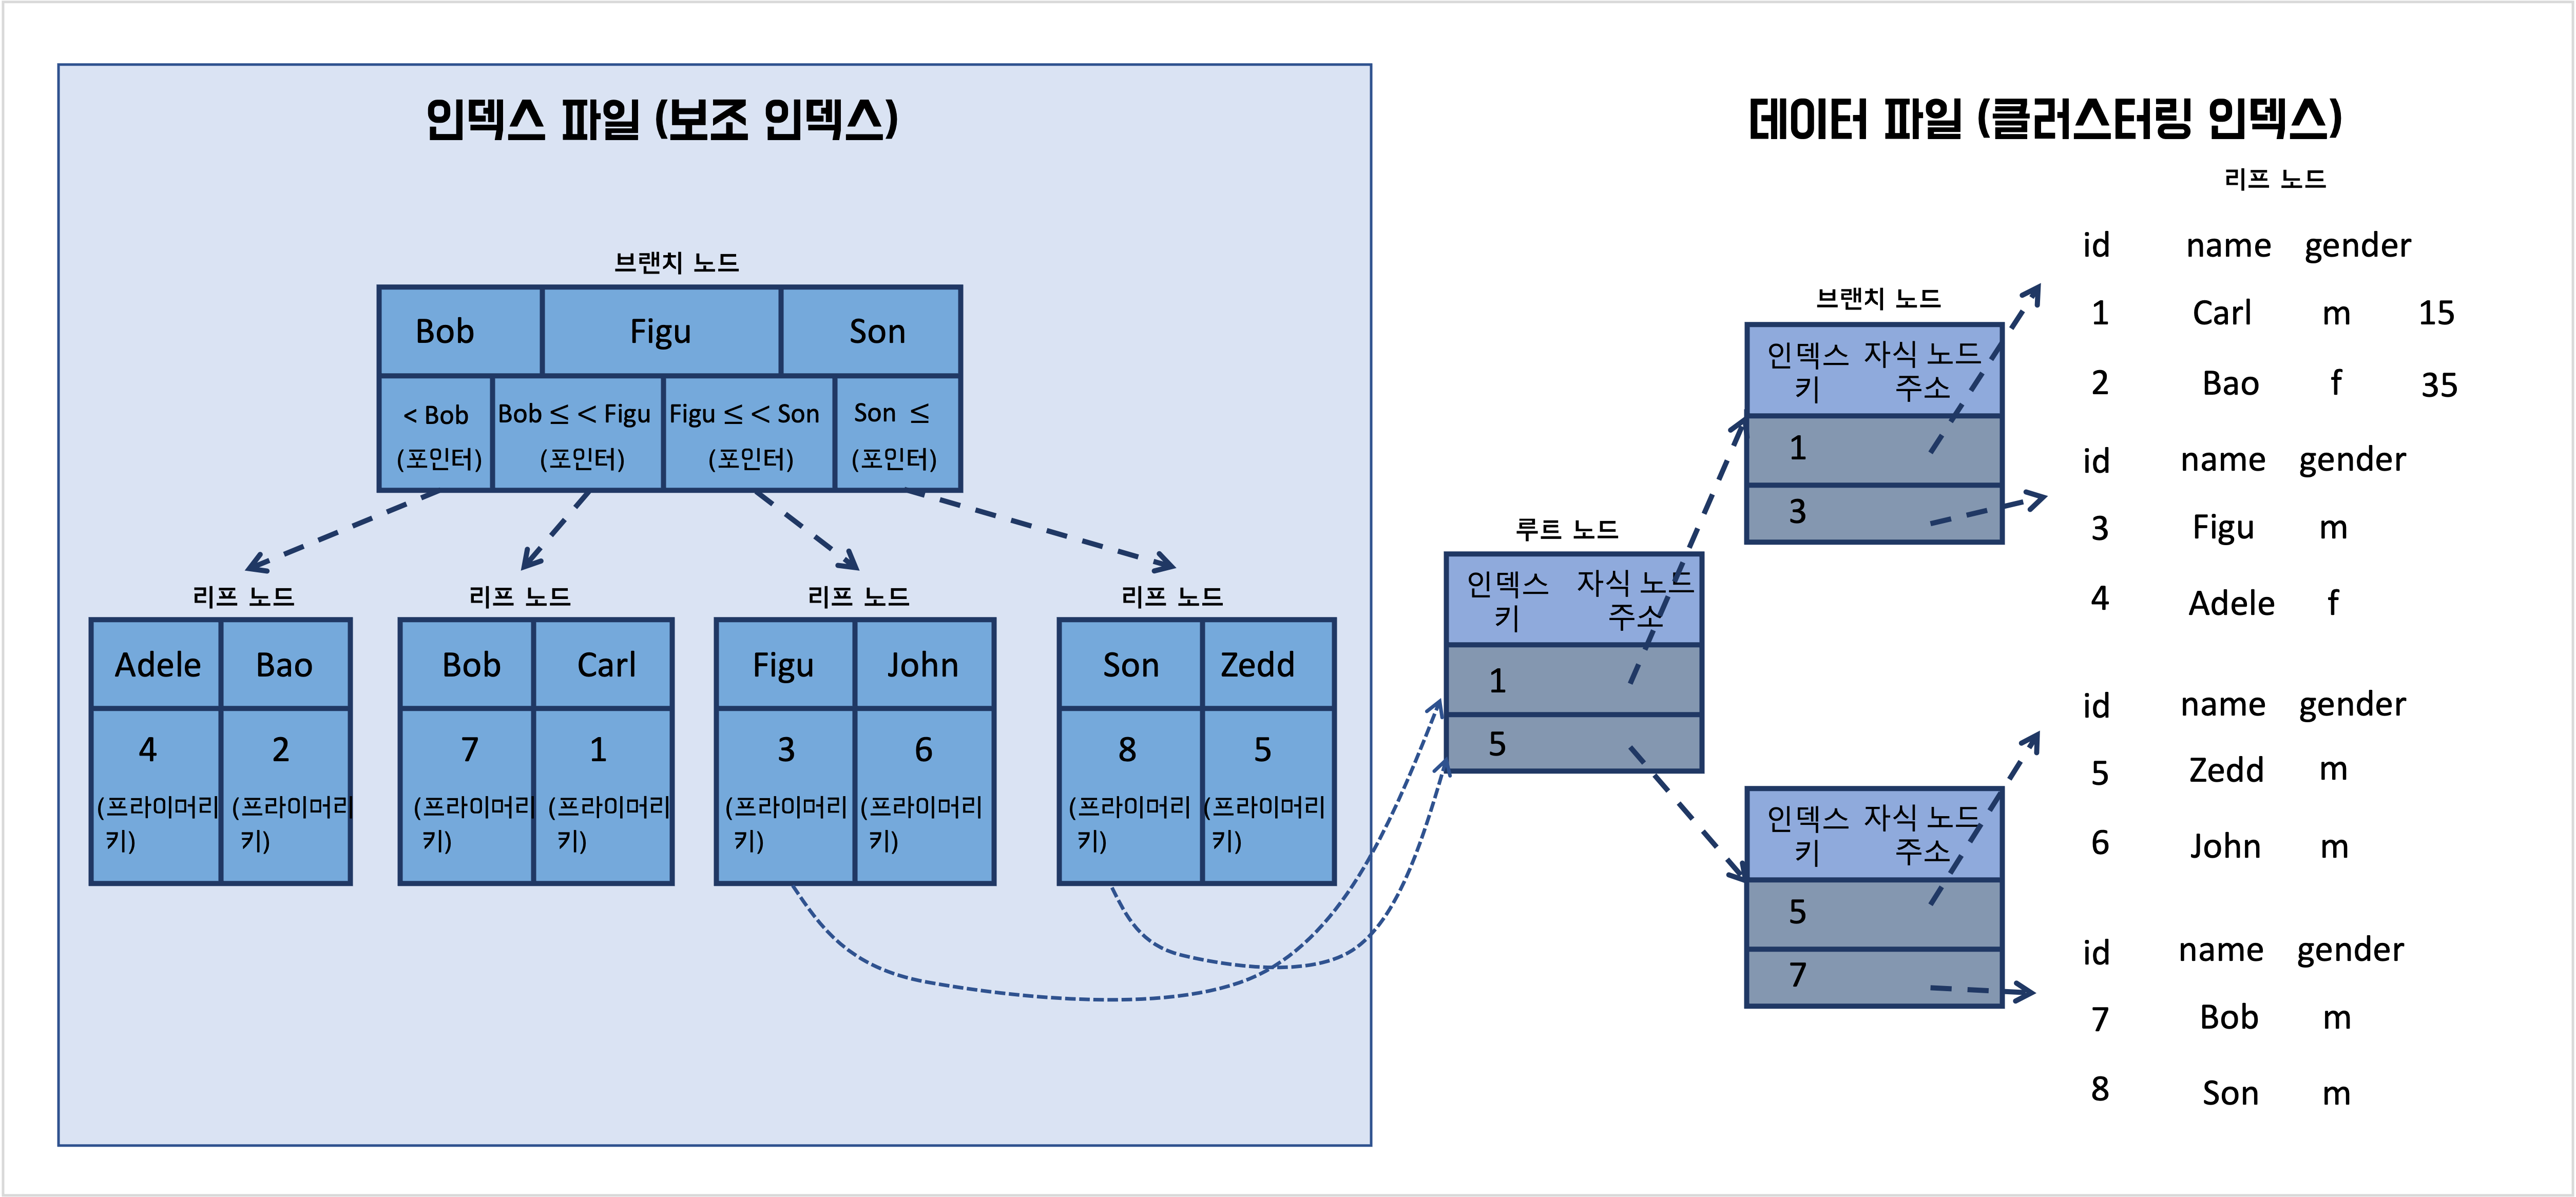 인덱스 파일 (보조 인덱스)
브랜치 노드
Bob Figu Son
< Bob Bob ≤ < Figu Figu ≤ < Son Son ≤
(포인터) (포인터) (포인터) (포인터)
리프 노드 리프 노드 리프 노드 리프 노드
Adele Bao Bob Carl Figu John Son Zedd
4 2 7 1 3 6 8 5
(프라이머리 (프라이머리 (프라이머리 (프라이머리 (프라이머리 (프라이머리 (프라이머리 (프라이머리
키) 키) 키) 키) 키) 키) 키) 키)
데이터 파일 (클러스터링 인덱스)
루트 노드
인덱스 자식 노드
키 주소
1
5
브랜치 노드
인덱스 자식 노드
키 주소
1
3
인덱스 자식 노드
키 주소
5
7
리프 노드
id name gender
1 Carl m 15
2 Bao f 35
id name gender
3 Figu m
4 Adele f
id name gender
5 Zedd m
6 John m
id name gender
7 Bob m
8 Son m